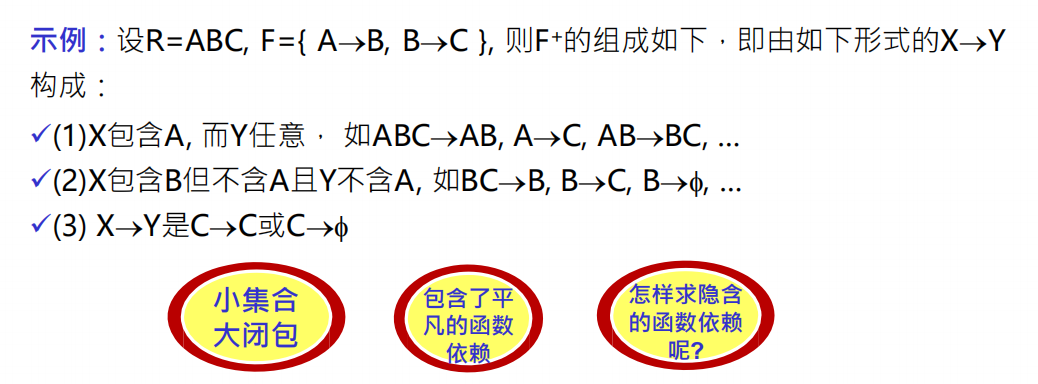 示例：设R=ABC, F={ A→B, B→C }, 则F⁺的组成如下，即由如下形式的X→Y
构成：
✓(1)X包含A, 而Y任意， 如ABC→AB, A→C, AB→BC, ...
✓(2)X包含B但不含A且Y不含A, 如BC→B, B→C, B→ϕ, ...
✓(3) X→Y是C→C或C→ϕ
小集合
大闭包
包含了平
凡的函数
依赖
怎样求隐含
的函数依赖
呢?